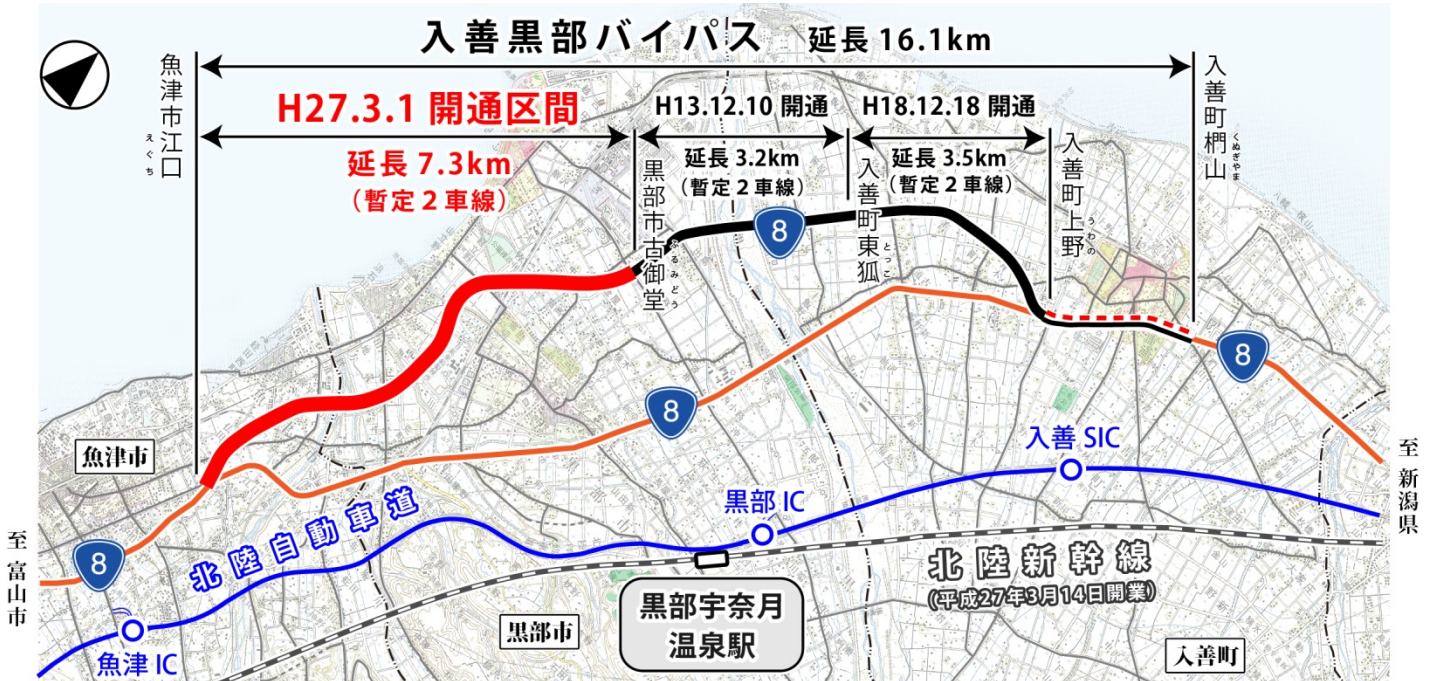 入善黒部バイパス 延長 16.1km
魚津市江口
えぐち
H27.3.1 開通区間
延長 7.3km
(暫定２車線)
H13.12.10 開通
延長 3.2km
(暫定２車線)
H18.12.18 開通
延長 3.5km
(暫定２車線)
黒部市古御堂
ふるみどう
入善町東狐
とっこ
入善町上野
うわの
入善町椚山
くぬぎやま
8
8
8
8
魚津市
至 富山市
北陸自動車道
魚津 IC
黒部 IC
入善 SIC
至 新潟県
北陸新幹線
(平成27年3月14日開業)
黒部宇奈月
温泉駅
黒部市
入善町